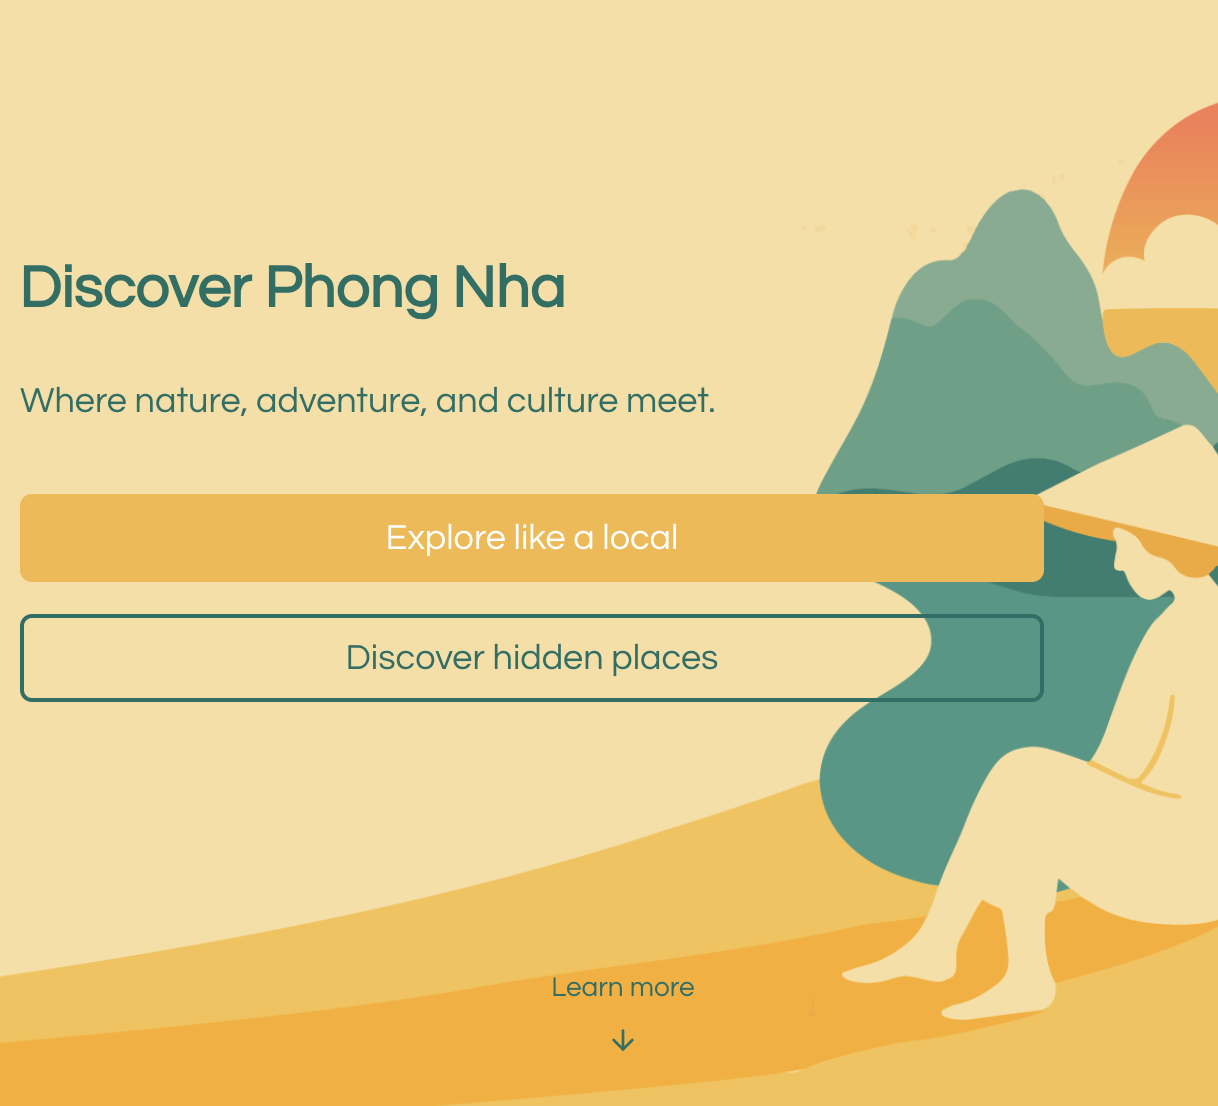 Discover Phong Nha
Where nature, adventure, and culture meet.
Explore like a local
Discover hidden places
Learn more